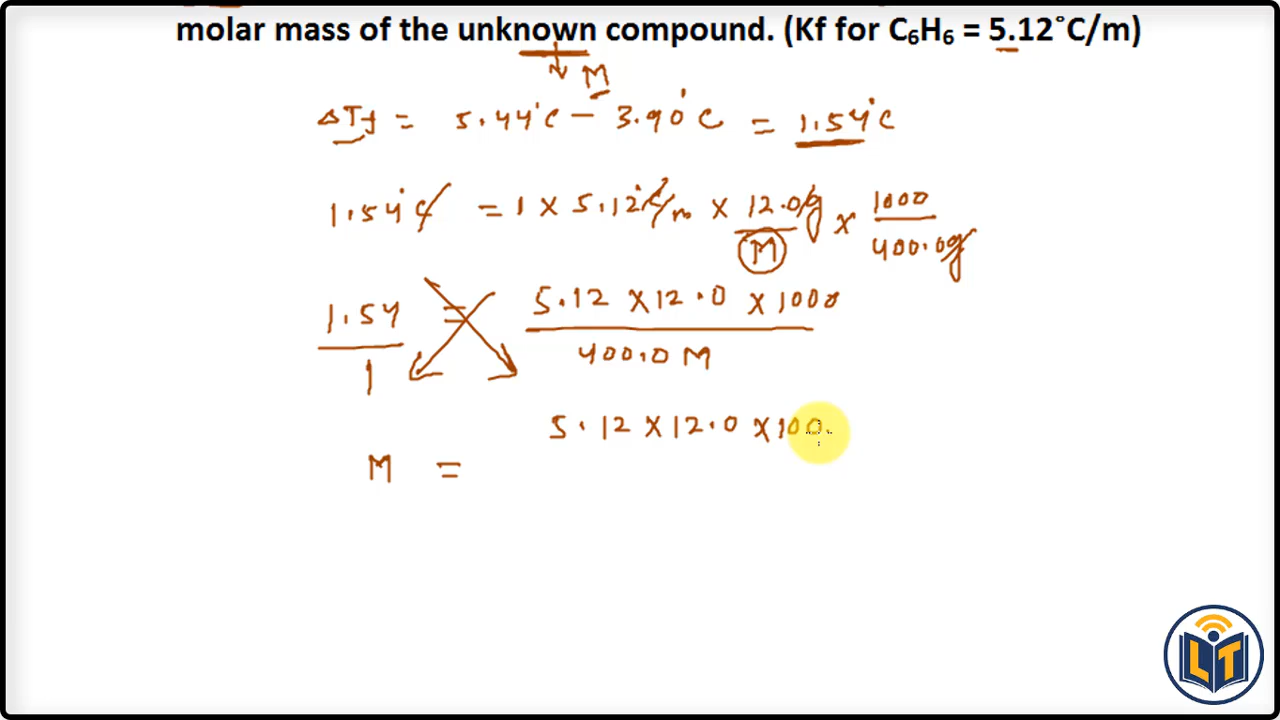 molar mass of the unknown compound. (Kf for C₆H₆ = 5.12˚C/m)
M
ΔTf = 5.44°C − 3.90°C = 1.54°C
1.54°C = 1 × 5.12°C/m × 12.0g/M × 1000/400.0g
1.54/1 = 5.12 × 12.0 × 1000/400.0 M
5.12 × 12.0 × 100
M =
LT